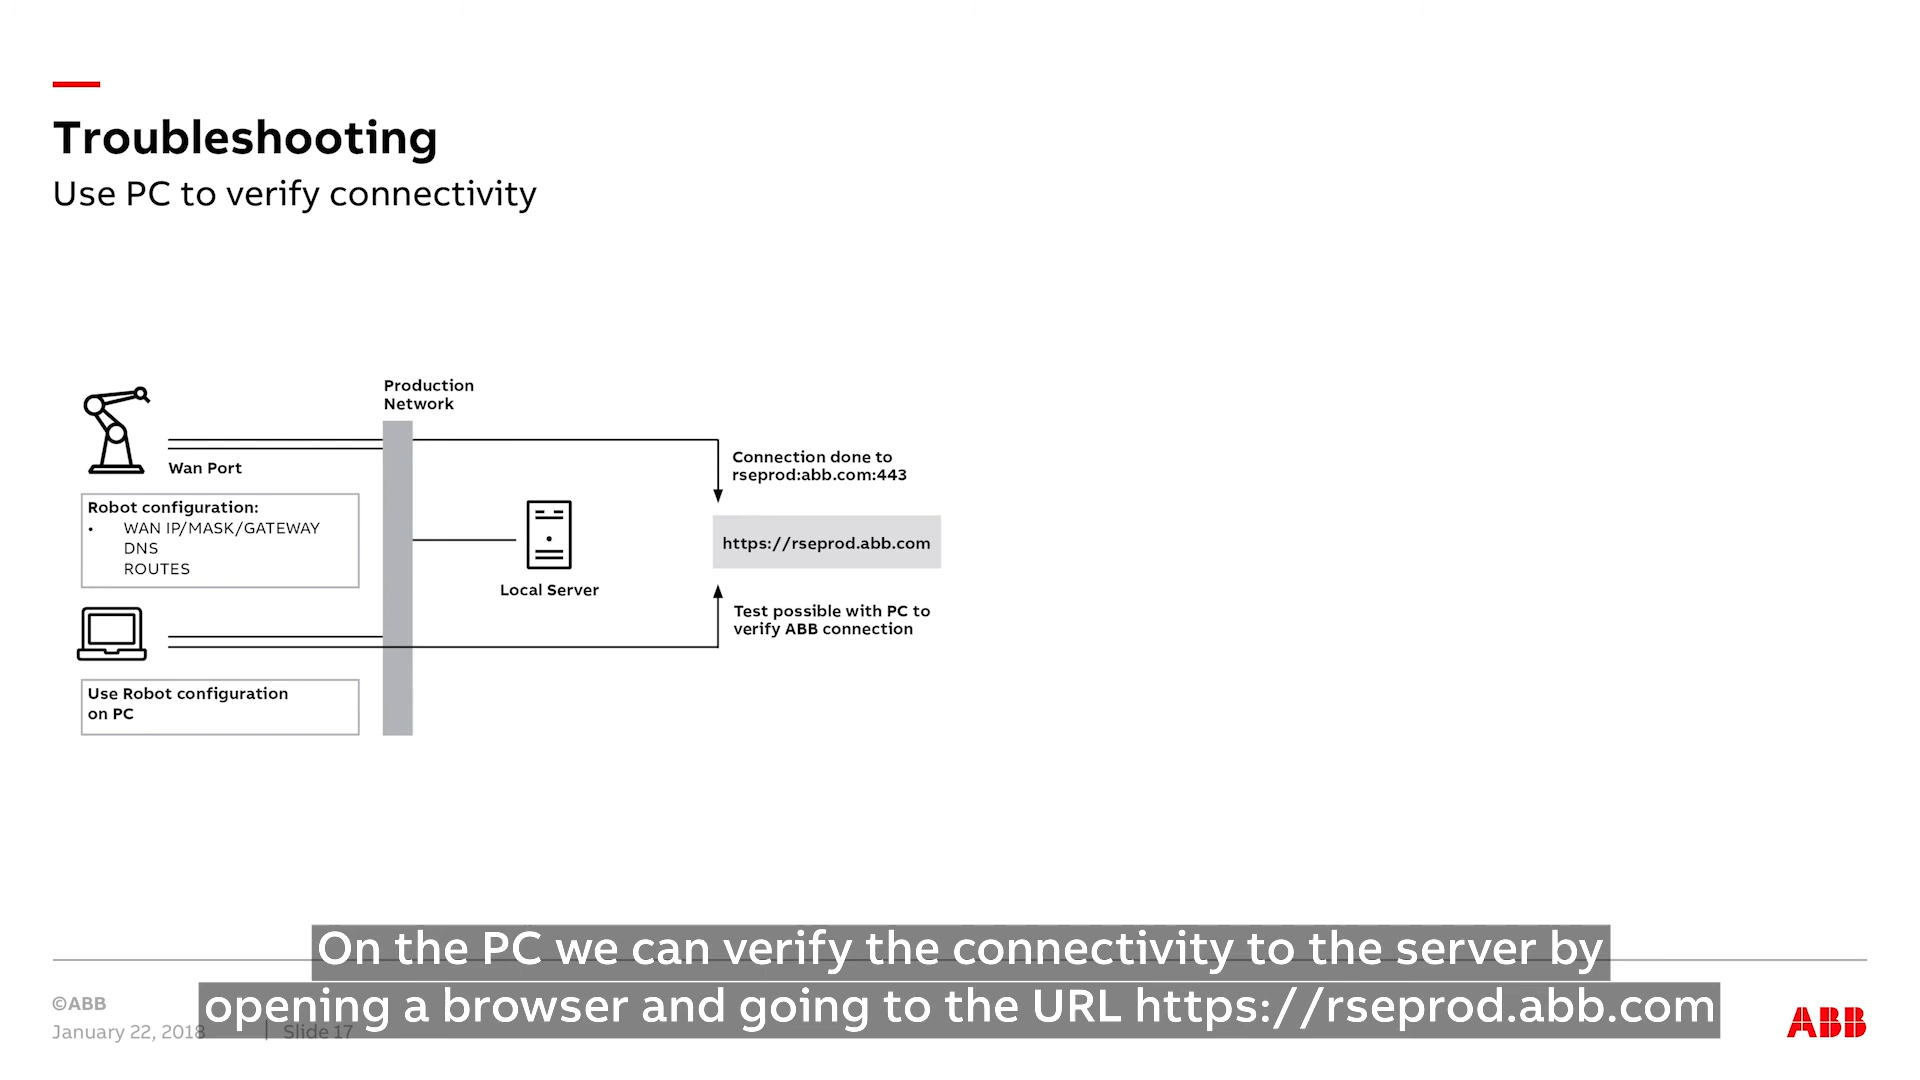 Troubleshooting
Use PC to verify connectivity
Production
Network
Wan Port
Connection done to
rseprod:abb.com:443
Robot configuration:
• WAN IP/MASK/GATEWAY
DNS
ROUTES
https://rseprod.abb.com
Local Server
Test possible with PC to
verify ABB connection
Use Robot configuration
on PC
On the PC we can verify the connectivity to the server by
opening a browser and going to the URL https://rseprod.abb.com
©ABB
January 22, 2018 | Slide 17
ABB